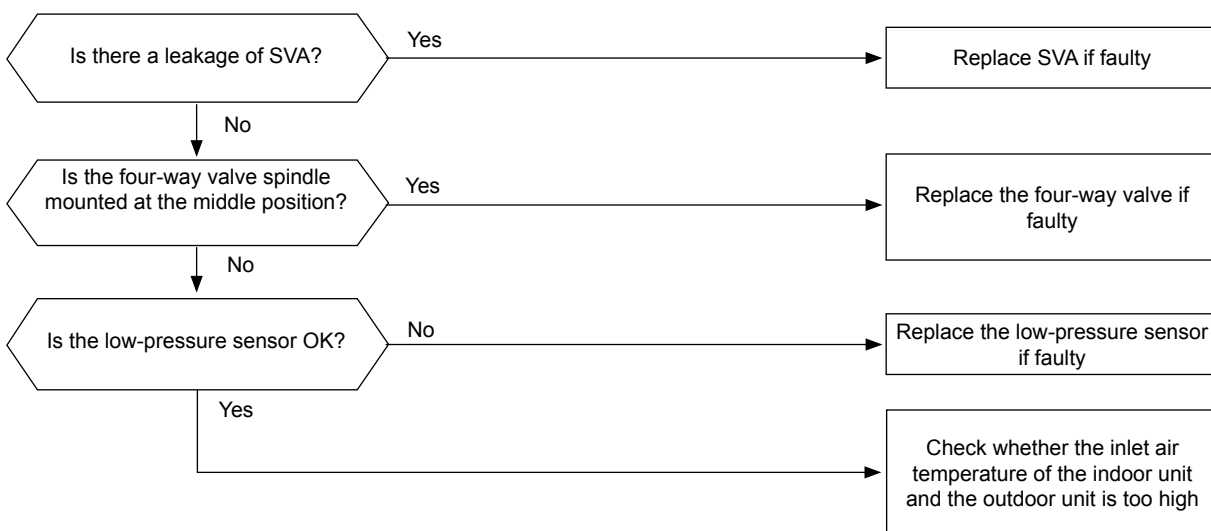 Is there a leakage of SVA?
Yes
Replace SVA if faulty
No
Is the four-way valve spindle
mounted at the middle position?
Yes
Replace the four-way valve if
faulty
No
Is the low-pressure sensor OK?
No
Replace the low-pressure sensor
if faulty
Yes
Check whether the inlet air
temperature of the indoor unit
and the outdoor unit is too high